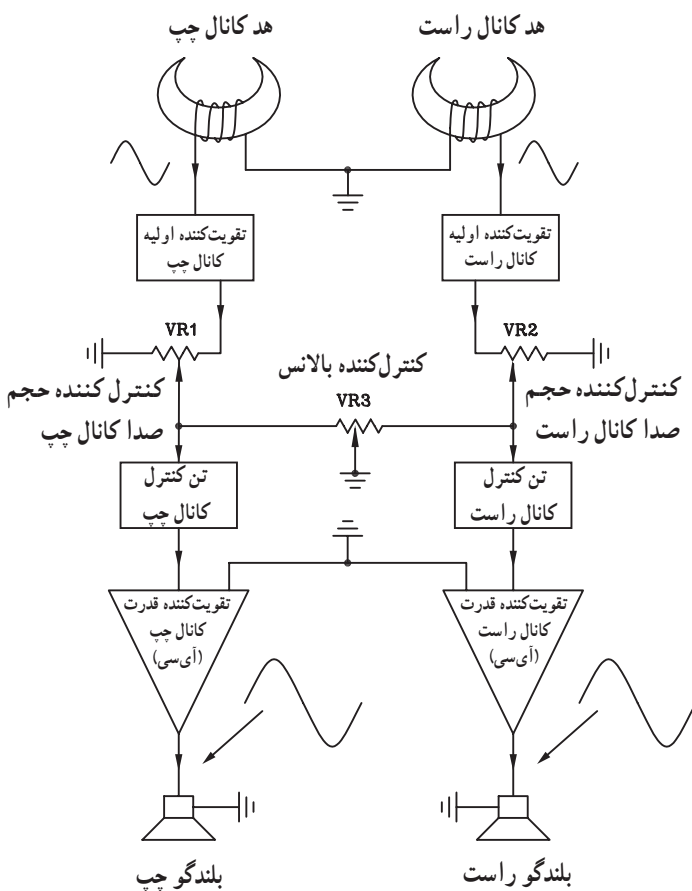 هد کانال راست
هد کانال چپ
تقویت‌کننده اولیه
کانال راست
تقویت‌کننده اولیه
کانال چپ
VR2
VR1
کنترل‌کننده بالانس
VR3
کنترل‌کننده حجم
صدا کانال راست
کنترل کننده حجم
صدا کانال چپ
تن کنترل
کانال راست
تن کنترل
کانال چپ
تقویت‌کننده قدرت
کانال راست
(آی‌سی)
تقویت‌کننده قدرت
کانال چپ
(آی‌سی)
بلندگو راست
بلندگو چپ